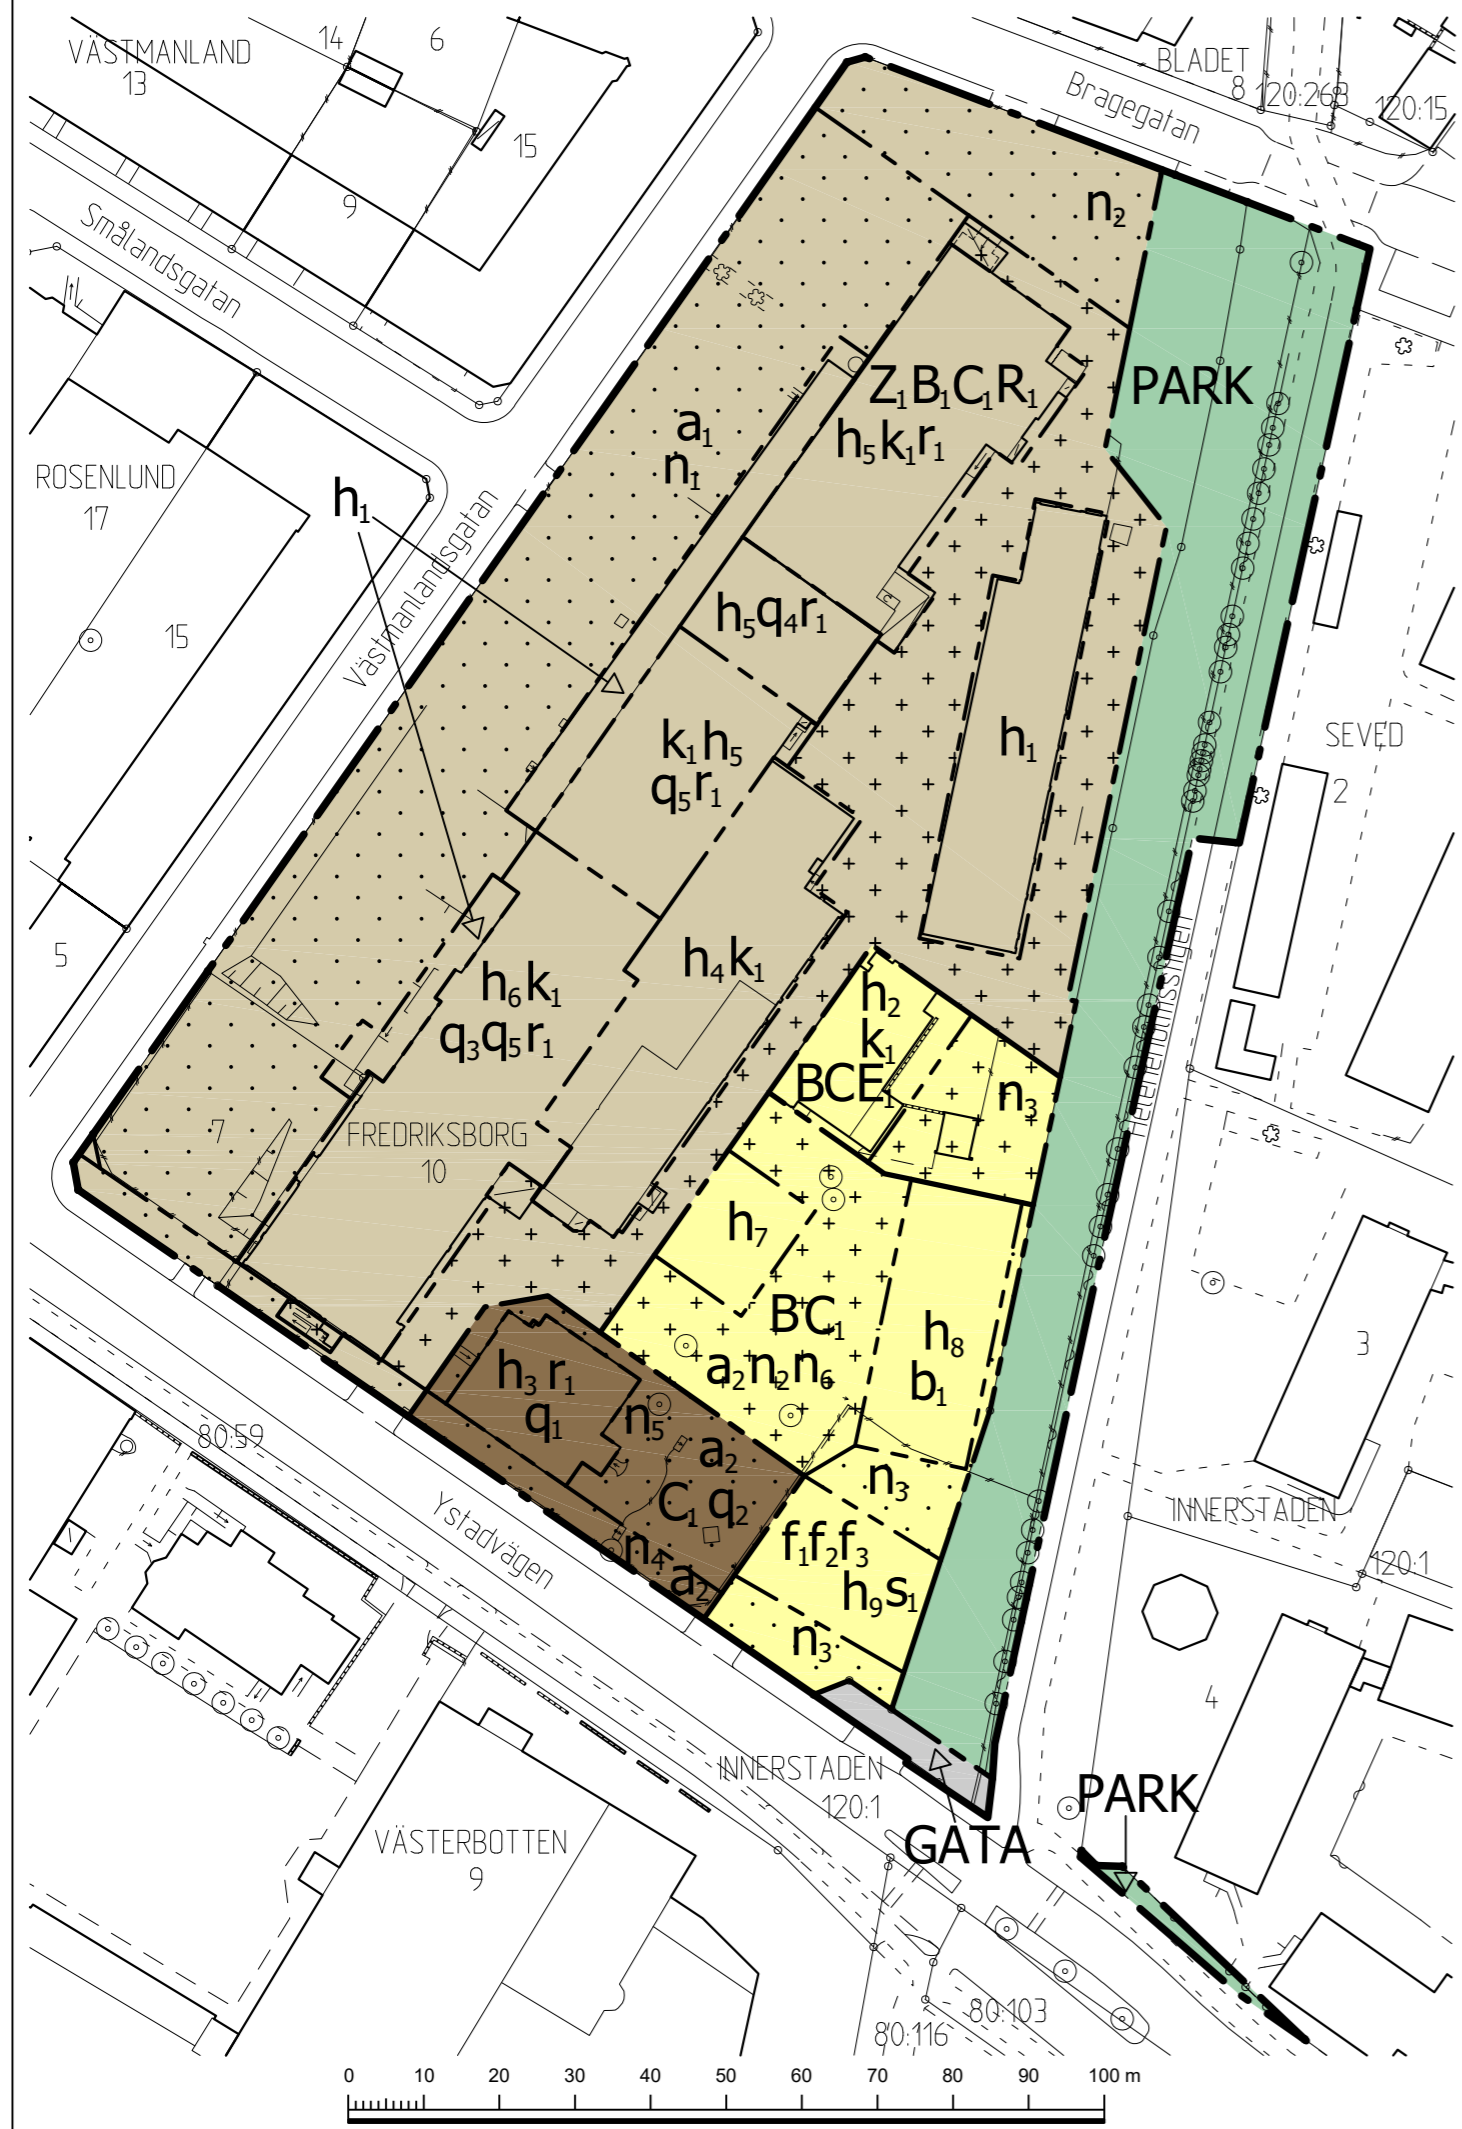 VÄSTMANLAND
13
14
6
15
9
BLADET
8
120:263
120:15
Bragegatan
Smålandsgatan
n2
PARK
Z1B1C1R1
h5k1r1
a1
n1
ROSENLUND
17
h1
15
Västmanlandsgatan
h5q4r1
k1h5
q5r1
h1
SEVED
2
5
h4k1
h6k1
q3q5r1
h2
k1
BCE1
n3
Heleneholmsstigen
7
FREDRIKSBORG
10
h7
BC1
a2n2n6
h8
b1
3
h3r1
q1
n5
a2
C1q2
n4
a2
n3
f1f2f3
h9s1
n3
80:59
Ystadvägen
INNERSTADEN
120:1
4
INNERSTADEN
120:1
PARK
GATA
VÄSTERBOTTEN
9
80:103
80:116
0 10 20 30 40 50 60 70 80 90 100 m